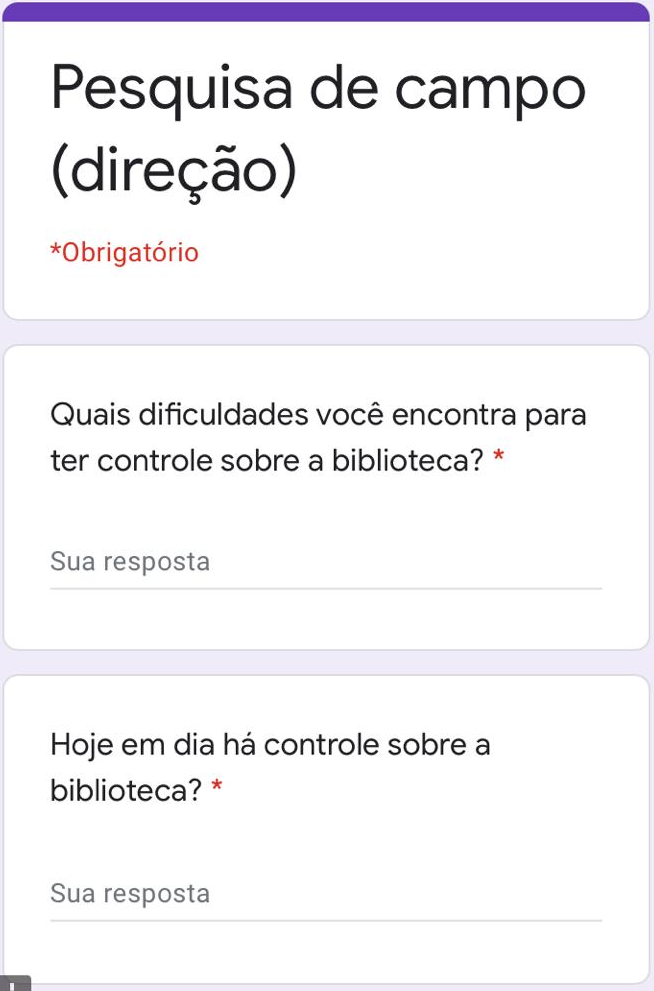 Pesquisa de campo
(direção)
*Obrigatório
Quais dificuldades você encontra para
ter controle sobre a biblioteca? *
Sua resposta
Hoje em dia há controle sobre a
biblioteca? *
Sua resposta